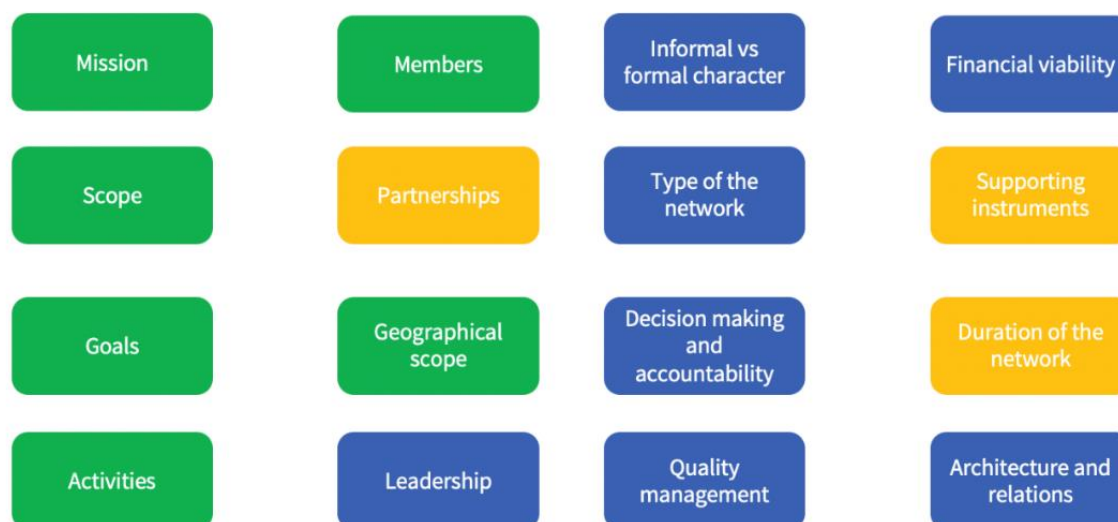 Mission
Members
Informal vs
formal character
Financial viability
Scope
Partnerships
Type of the
network
Supporting
instruments
Goals
Geographical
scope
Decision making
and
accountability
Duration of the
network
Activities
Leadership
Quality
management
Architecture and
relations